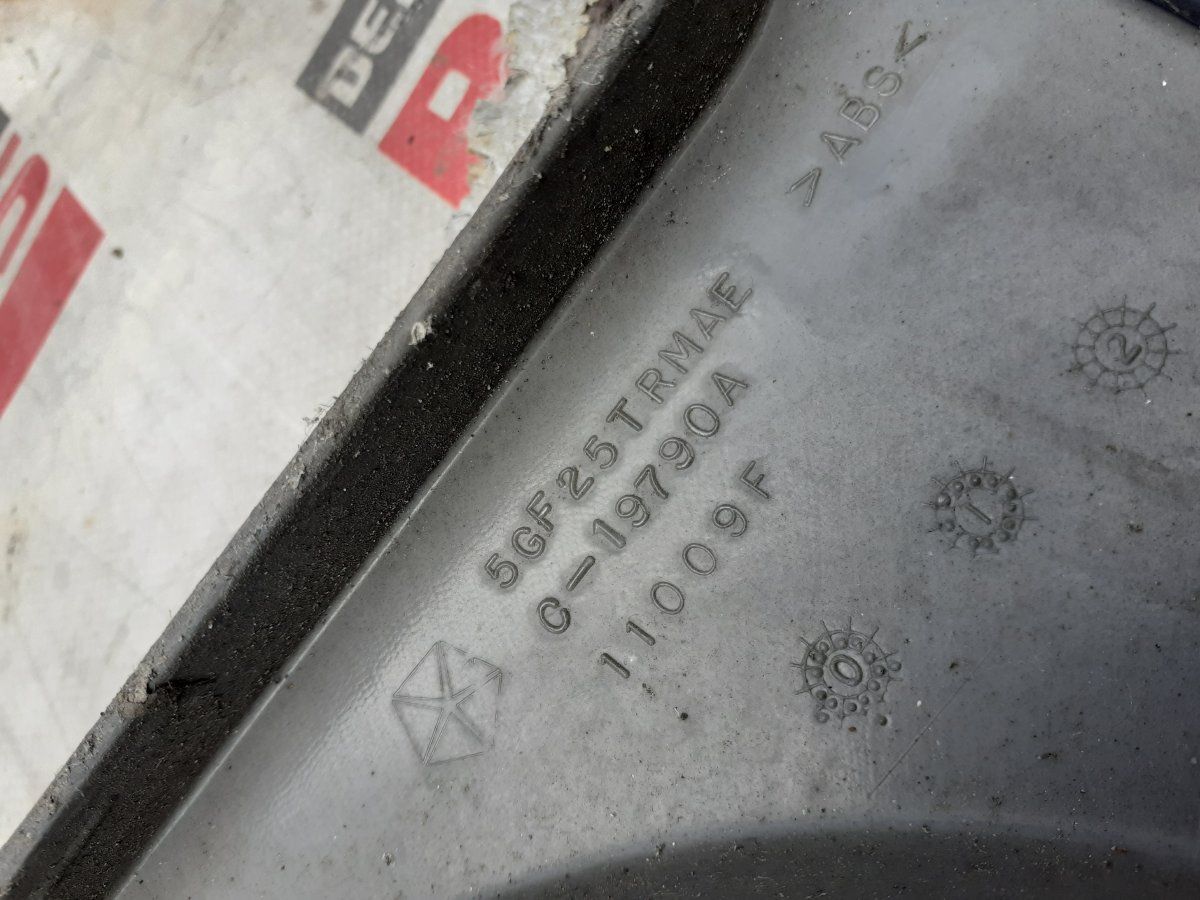 >ABS<
5GF25TRMAE
C-19790A
11009F
2
1
0